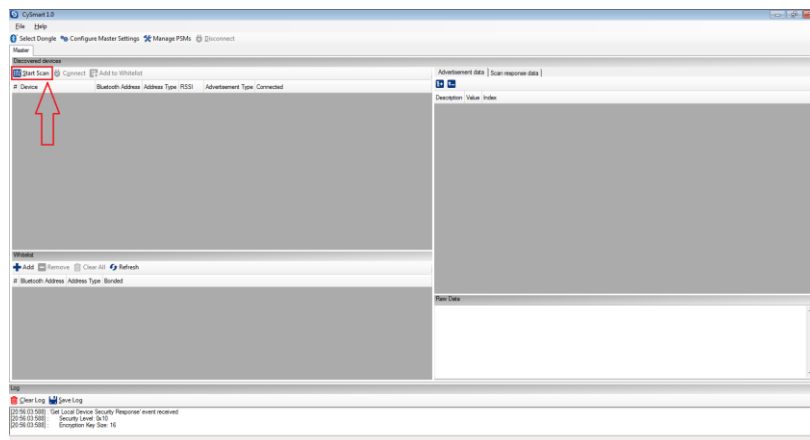 CySmart 1.0
File Help
Select Dongle Configure Master Settings Manage PSMs Disconnect
Master
Discovered devices
Start Scan Connect Add to Whitelist
# Device Bluetooth Address Address Type RSSI Advertisement Type Connected
Advertisement data Scan response data
Description Value Index
Whitelist
Add Remove Clear All Refresh
# Bluetooth Address Address Type Bonded
Raw Data
Log
Clear Log Save Log
[20:56:03:588] : 'Get Local Device Security Response' event received
[20:56:03:588] : Security Level: 0x10
[20:56:03:588] : Encryption Key Size: 16